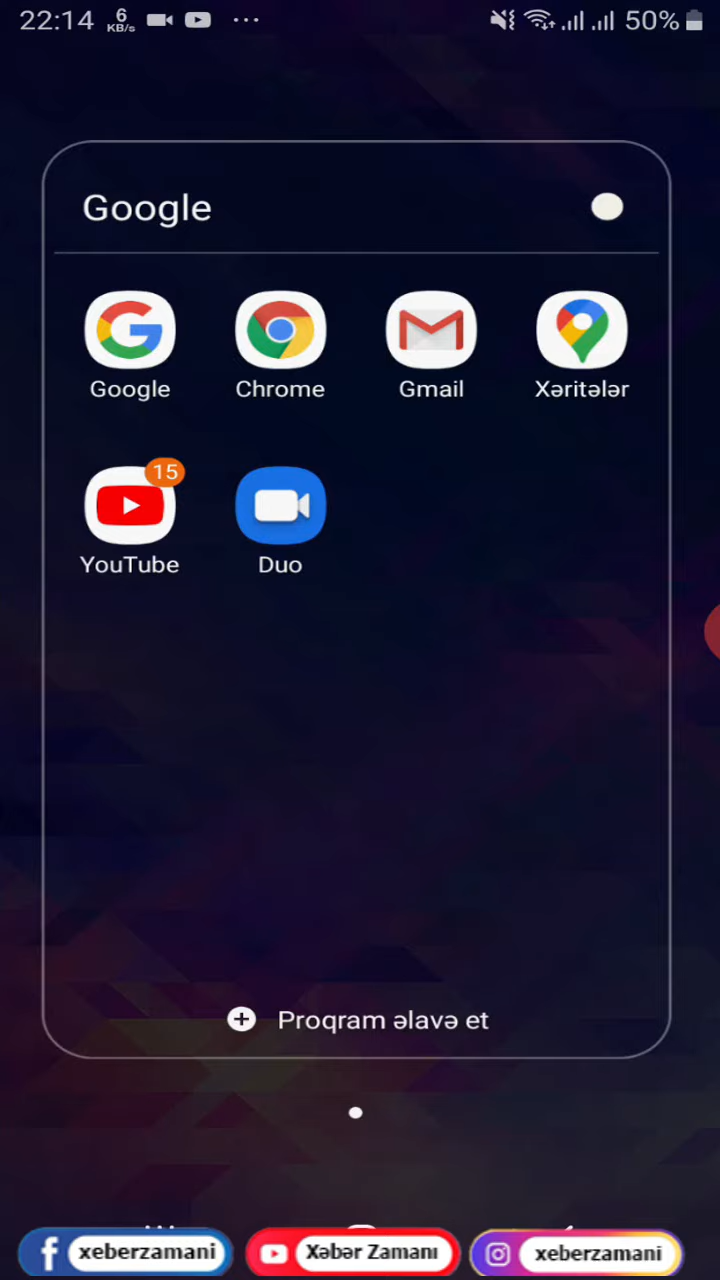 22:14 6 KB/s 50%
Google
Google Chrome Gmail Xəritələr
15
YouTube Duo
Proqram əlavə et
xeberzamani Xəbər Zamanı xeberzamani